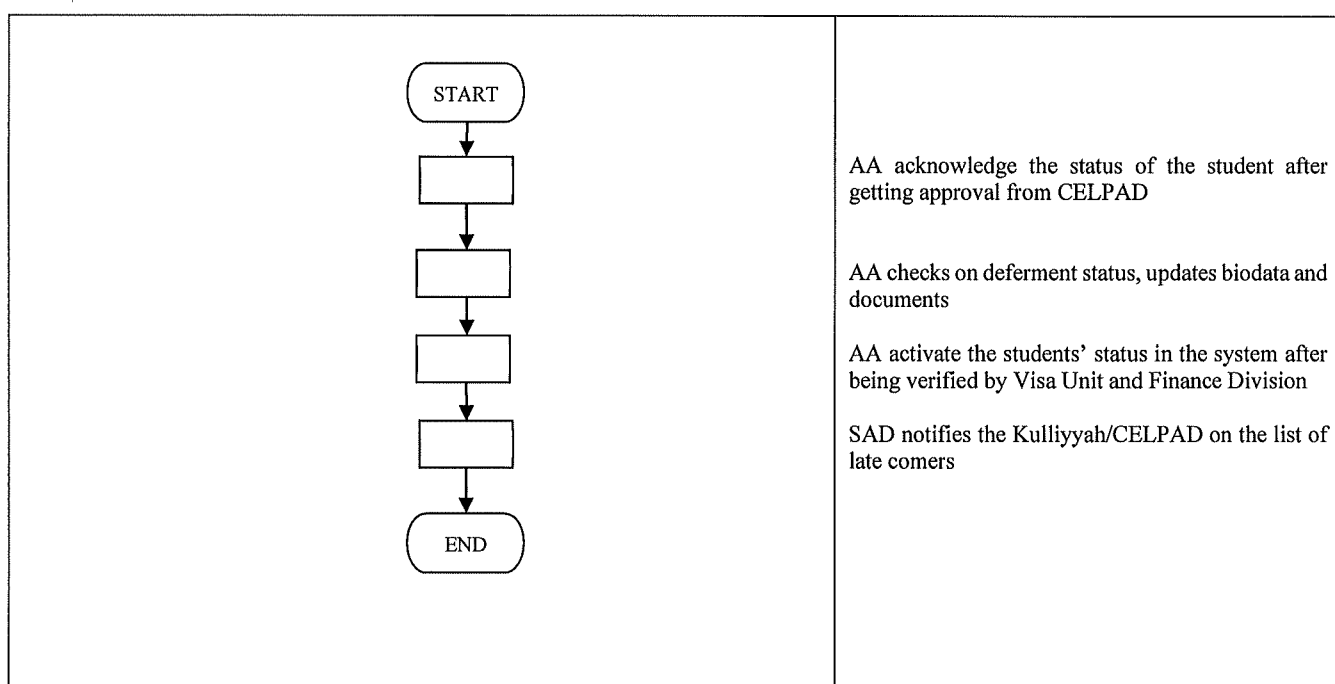 START
AA acknowledge the status of the student after
getting approval from CELPAD
AA checks on deferment status, updates biodata and
documents
AA activate the students’ status in the system after
being verified by Visa Unit and Finance Division
SAD notifies the Kulliyyah/CELPAD on the list of
late comers
END